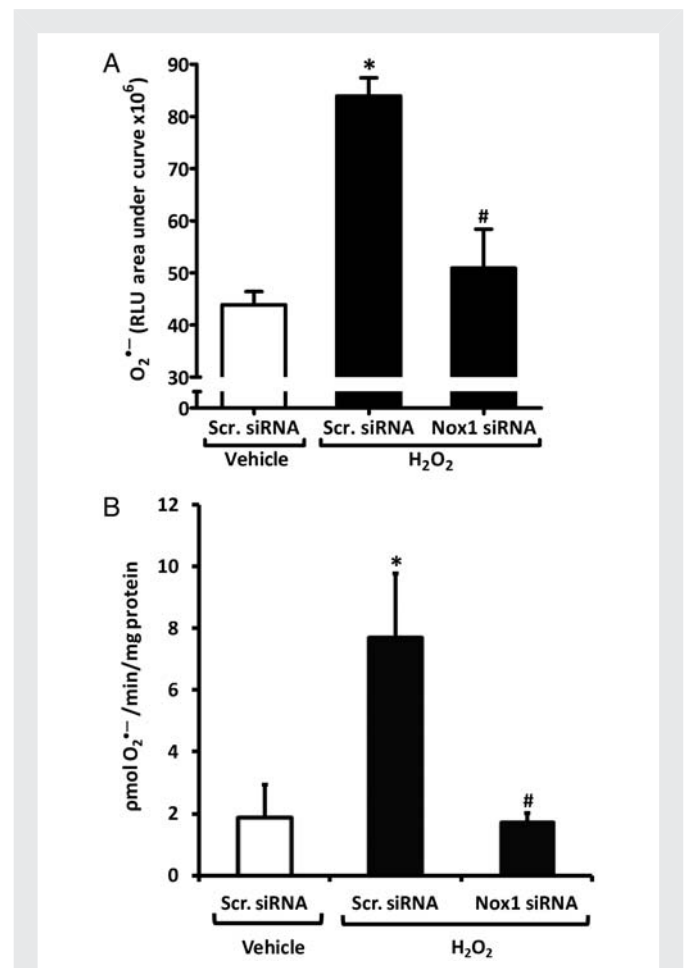 A
O₂•− (RLU area under curve x10⁶)
90
80
70
60
50
40
30
0
*
#
Scr. siRNA Scr. siRNA Nox1 siRNA
Vehicle H₂O₂
B
ρmol O₂•− /min/mg protein
12
10
8
6
4
2
0
*
#
Scr. siRNA Scr. siRNA Nox1 siRNA
Vehicle H₂O₂